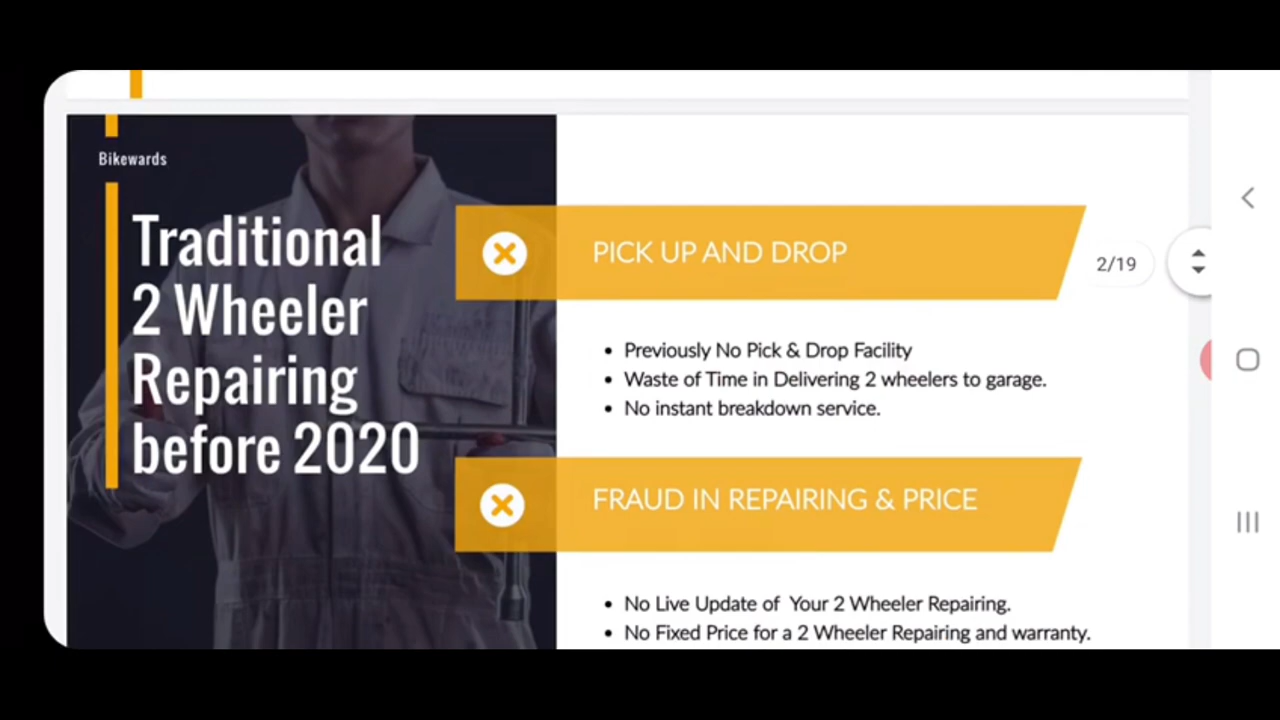 Bikewards
Traditional
2 Wheeler
Repairing
before 2020
PICK UP AND DROP
2/19
• Previously No Pick & Drop Facility
• Waste of Time in Delivering 2 wheelers to garage.
• No instant breakdown service.
FRAUD IN REPAIRING & PRICE
• No Live Update of  Your 2 Wheeler Repairing.
• No Fixed Price for a 2 Wheeler Repairing and warranty.